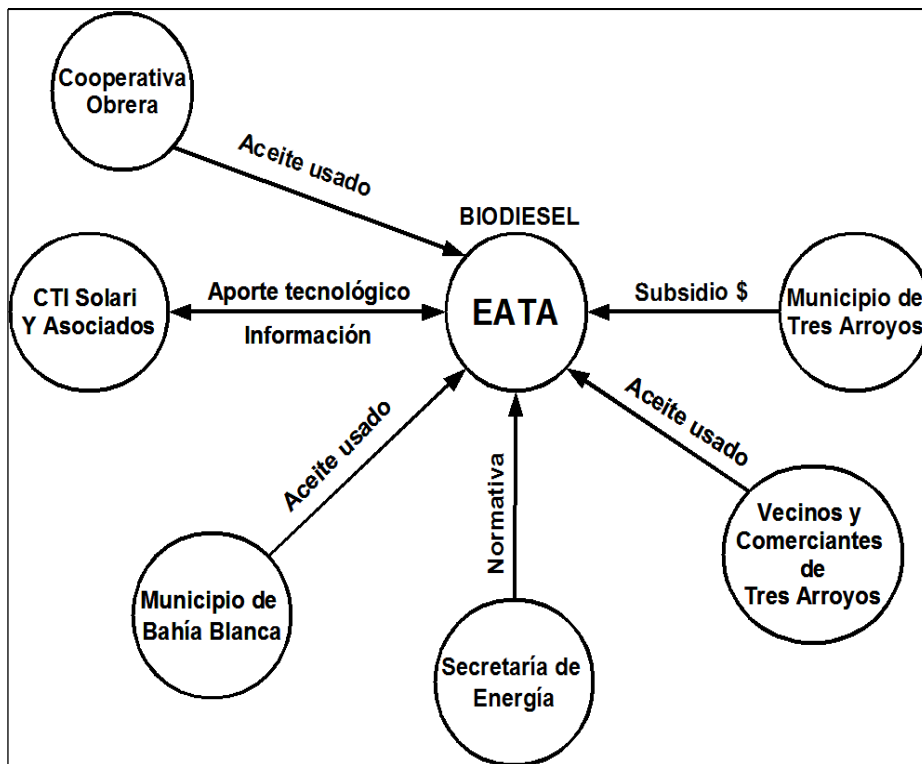 Cooperativa
Obrera
Aceite usado
BIODIESEL
EATA
CTI Solari
Y Asociados
Aporte tecnológico
Información
Subsidio $
Municipio de
Tres Arroyos
Aceite usado
Aceite usado
Normativa
Vecinos y
Comerciantes
de
Tres Arroyos
Municipio de
Bahía Blanca
Secretaría de
Energía